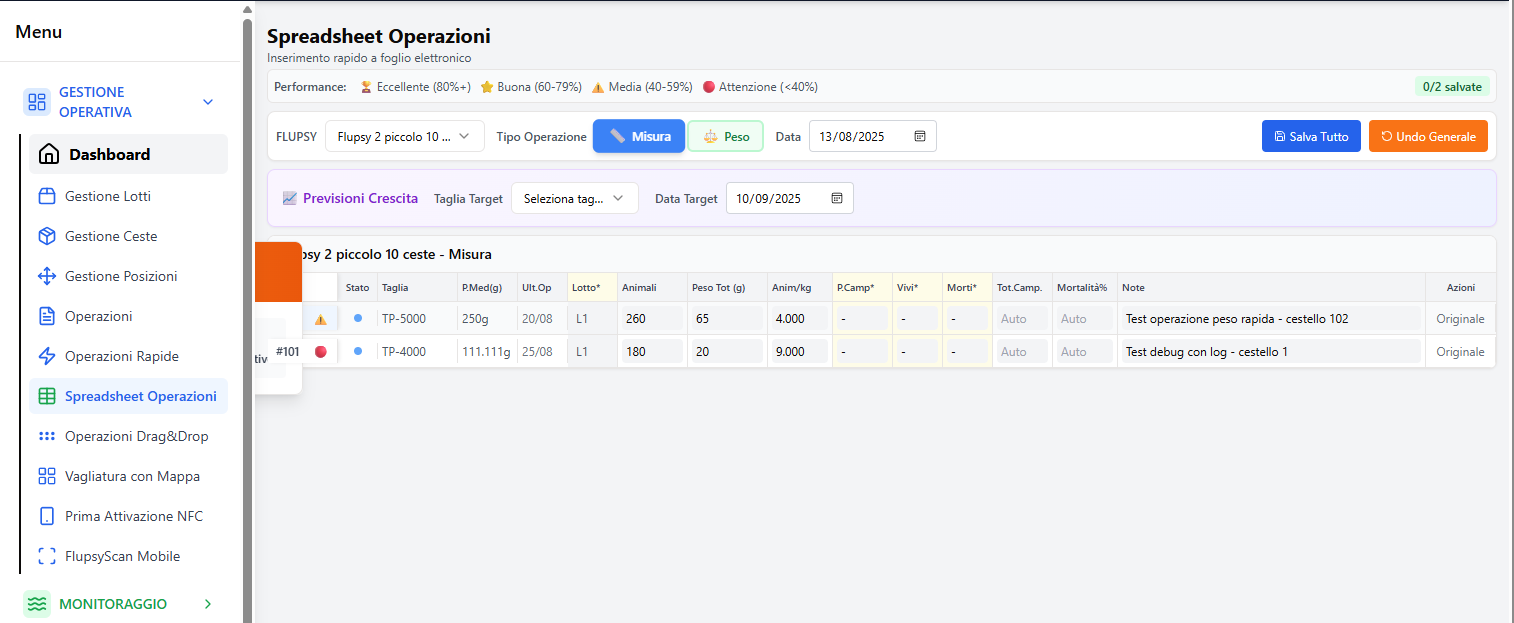 Menu
GESTIONE
OPERATIVA
Dashboard
Gestione Lotti
Gestione Ceste
Gestione Posizioni
Operazioni
Operazioni Rapide
Spreadsheet Operazioni
Operazioni Drag&Drop
Vagliatura con Mappa
Prima Attivazione NFC
FlupsyScan Mobile
MONITORAGGIO
Spreadsheet Operazioni
Inserimento rapido a foglio elettronico
Performance: Eccellente (80%+) Buona (60-79%) Media (40-59%) Attenzione (<40%) 0/2 salvate
FLUPSY Flupsy 2 piccolo 10 ... Tipo Operazione Misura Peso Data 13/08/2025 Salva Tutto Undo Generale
Previsioni Crescita Taglia Target Seleziona tag... Data Target 10/09/2025
psy 2 piccolo 10 ceste - Misura
Stato Taglia P.Med(g) Ult.Op Lotto* Animali Peso Tot (g) Anim/kg P.Camp* Vivi* Morti* Tot.Camp. Mortalità% Note Azioni
TP-5000 250g 20/08 L1 260 65 4.000 - - - Auto Auto Test operazione peso rapida - cestello 102 Originale
tiv #101 TP-4000 111.111g 25/08 L1 180 20 9.000 - - - Auto Auto Test debug con log - cestello 1 Originale